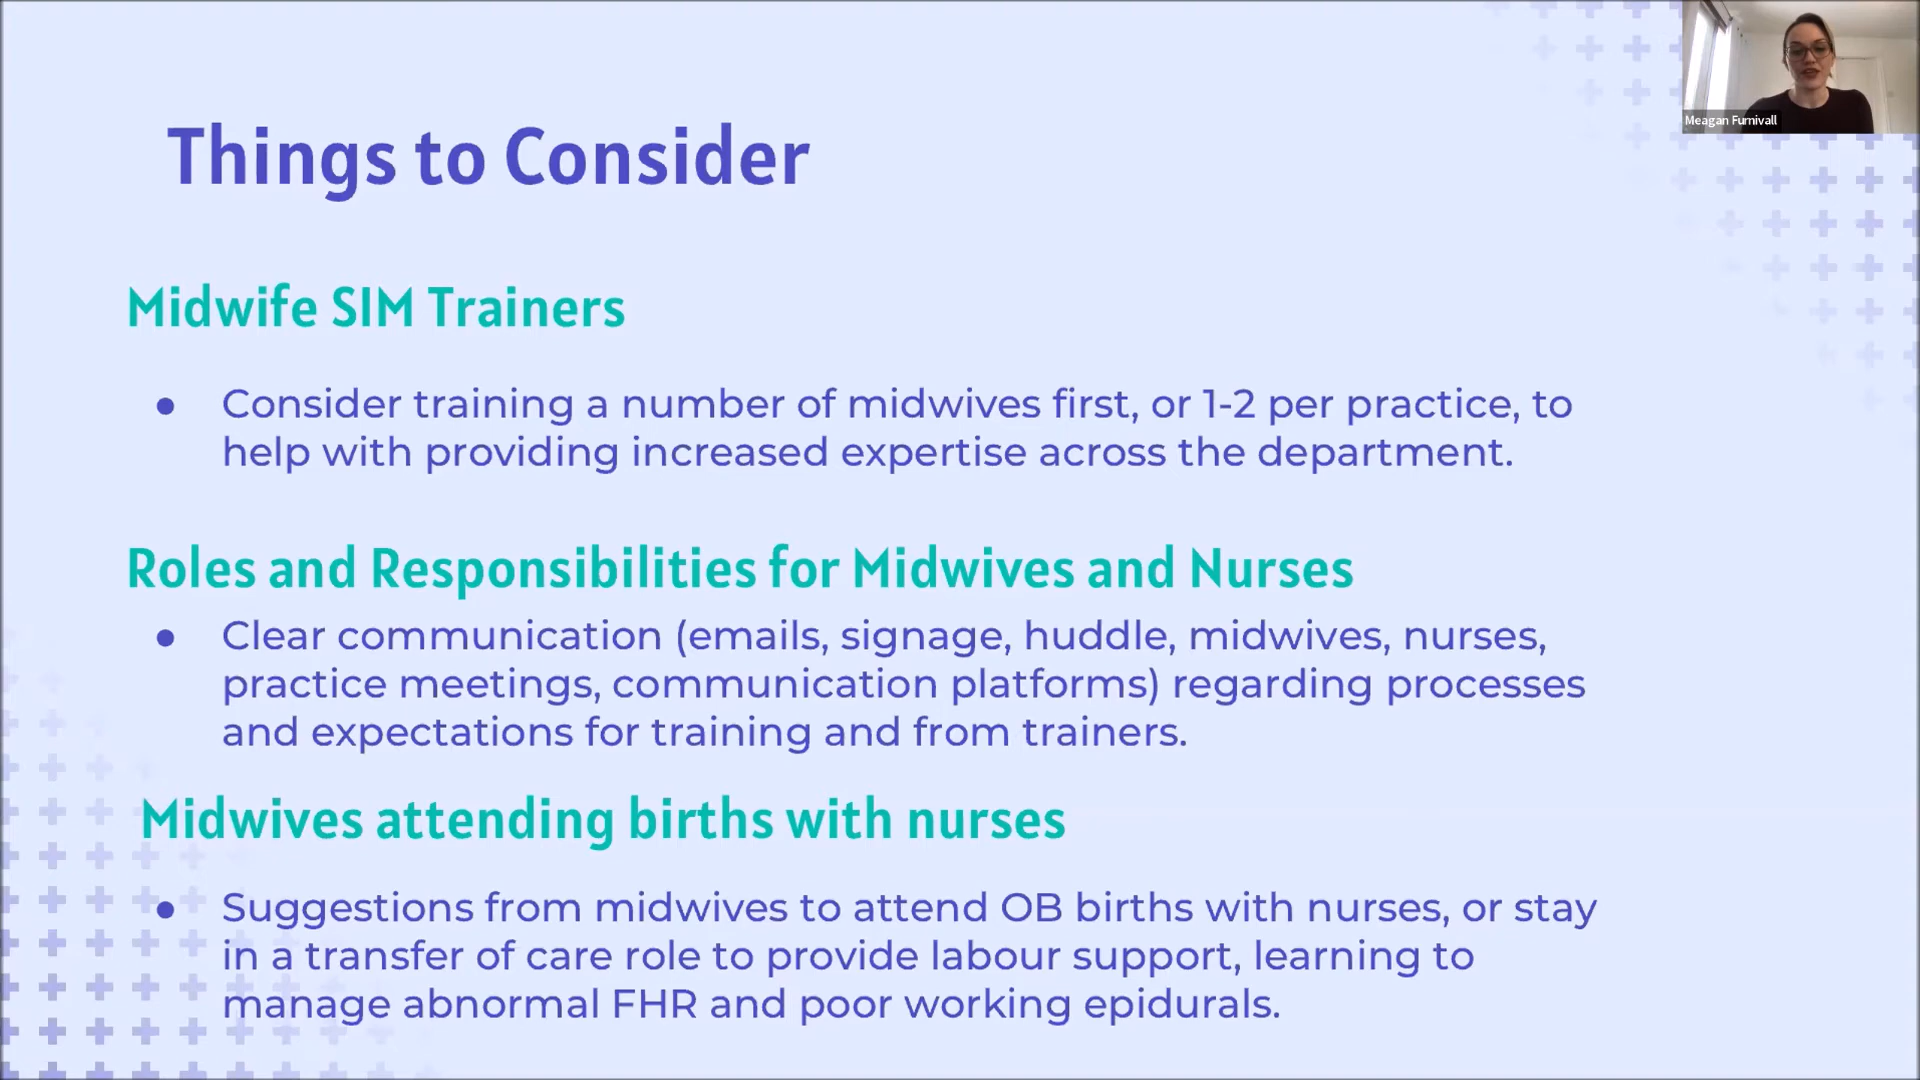 Meagan Furnivall
Things to Consider
Midwife SIM Trainers
● Consider training a number of midwives first, or 1-2 per practice, to
help with providing increased expertise across the department.
Roles and Responsibilities for Midwives and Nurses
● Clear communication (emails, signage, huddle, midwives, nurses,
practice meetings, communication platforms) regarding processes
and expectations for training and from trainers.
Midwives attending births with nurses
● Suggestions from midwives to attend OB births with nurses, or stay
in a transfer of care role to provide labour support, learning to
manage abnormal FHR and poor working epidurals.